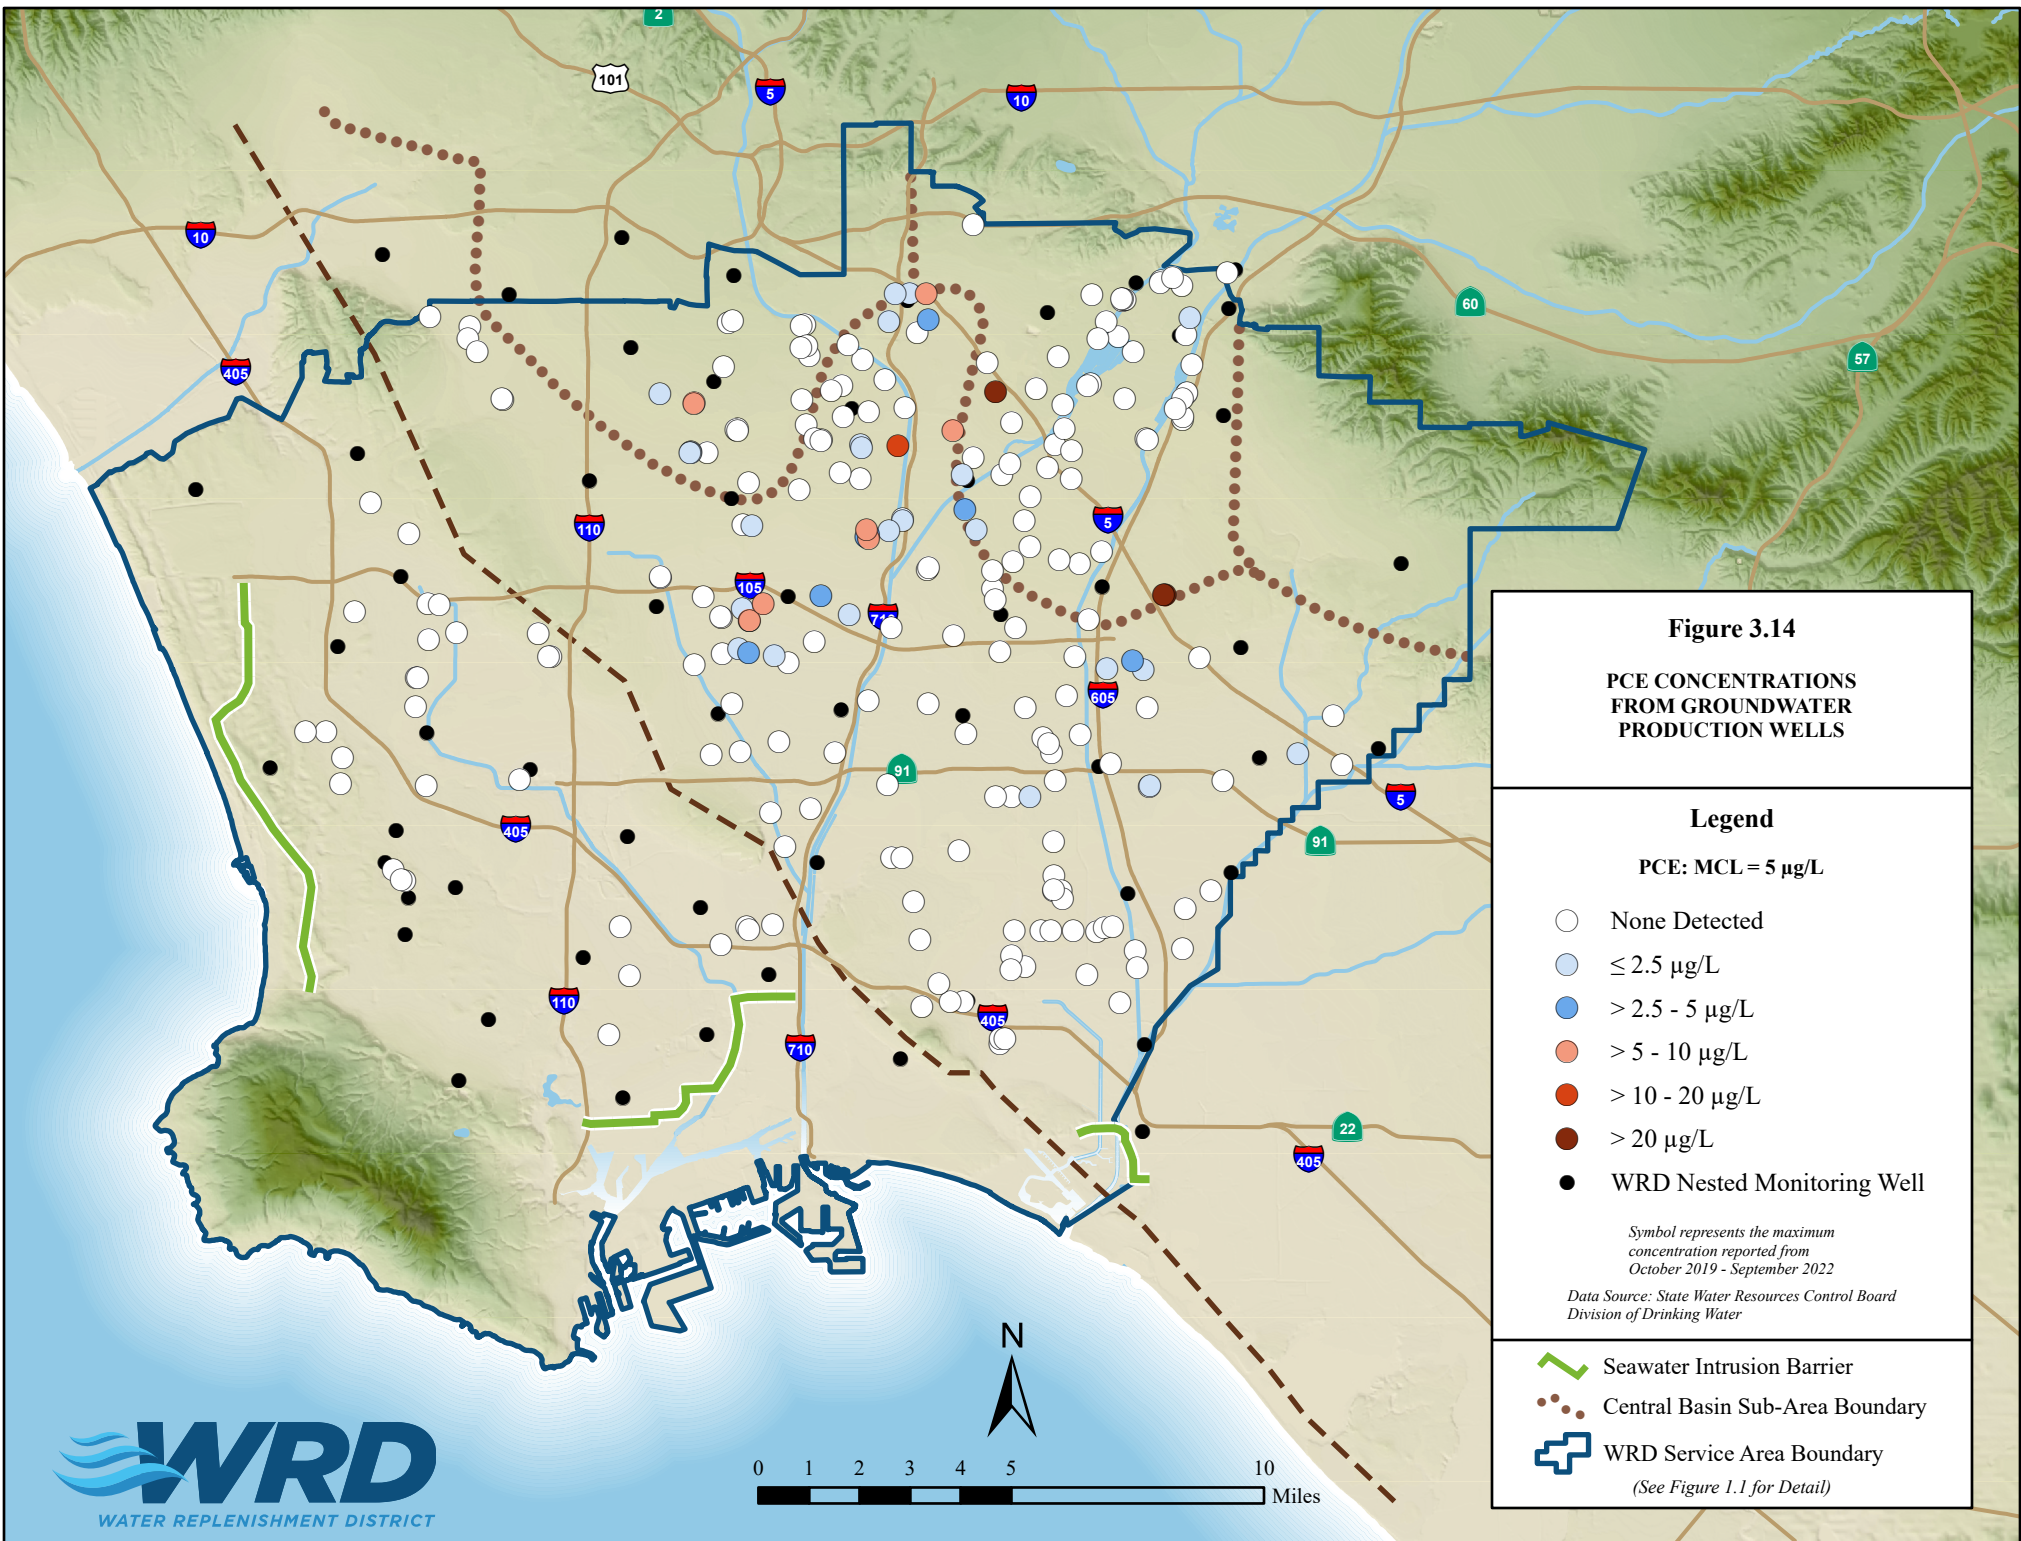 2
101
5
10
10
60
405
57
110
5
105
710
605
91
5
405
91
110
405
710
22
405
Figure 3.14
PCE CONCENTRATIONS
FROM GROUNDWATER
PRODUCTION WELLS
Legend
PCE: MCL = 5 µg/L
None Detected
≤ 2.5 µg/L
> 2.5 - 5 µg/L
> 5 - 10 µg/L
> 10 - 20 µg/L
> 20 µg/L
WRD Nested Monitoring Well
Symbol represents the maximum
concentration reported from
October 2019 - September 2022
Data Source: State Water Resources Control Board
Division of Drinking Water
Seawater Intrusion Barrier
Central Basin Sub-Area Boundary
WRD Service Area Boundary
(See Figure 1.1 for Detail)
N
0 1 2 3 4 5 10
Miles
WRD
WATER REPLENISHMENT DISTRICT